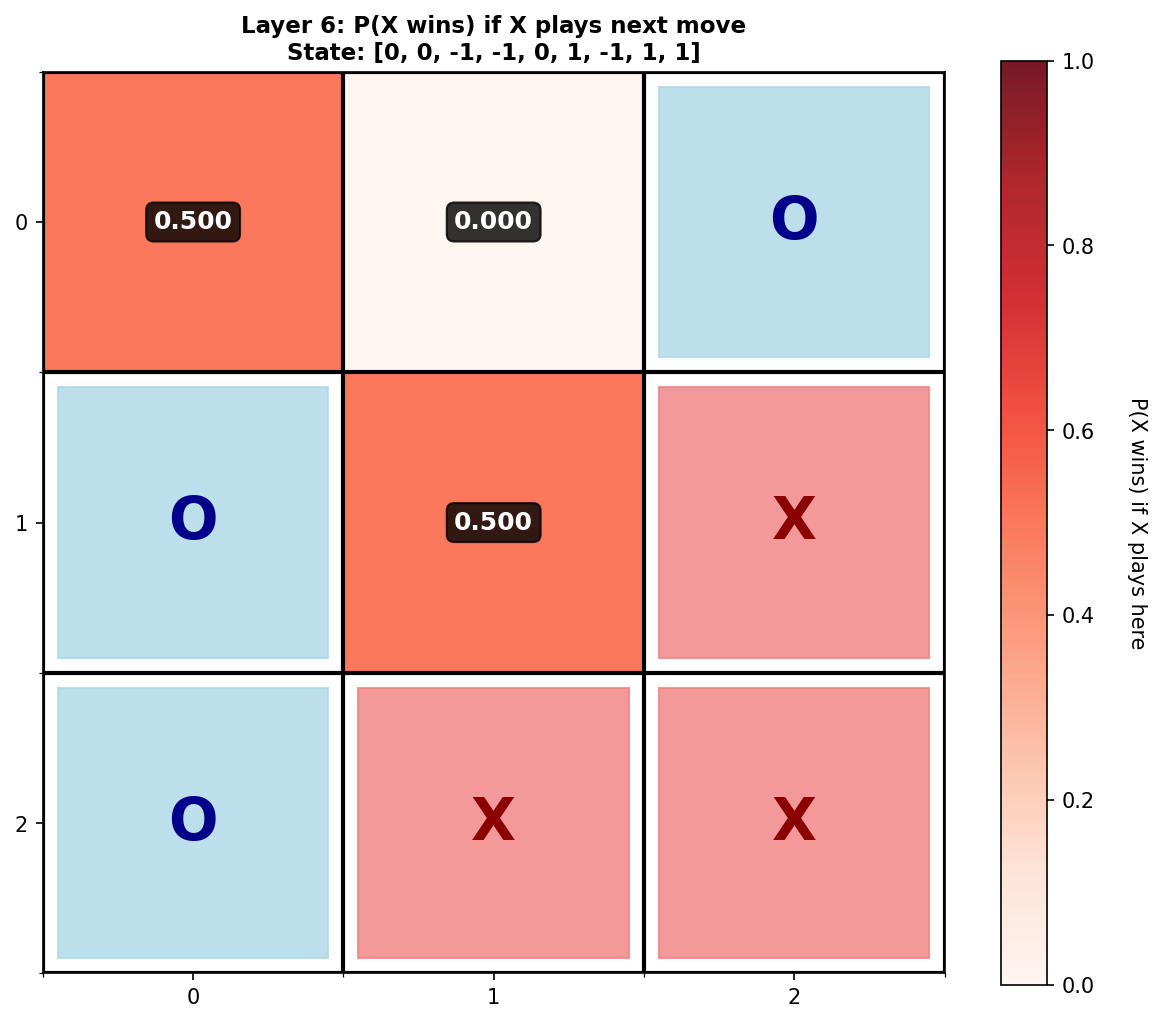 Layer 6: P(X wins) if X plays next move
State: [0, 0, -1, -1, 0, 1, -1, 1, 1]
0
0.500
0.000
O
1
O
0.500
X
2
O
X
X
0
1
2
1.0
0.8
0.6
0.4
0.2
0.0
P(X wins) if X plays here